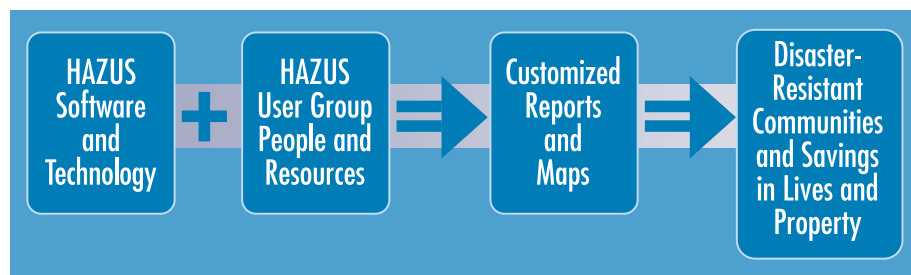 HAZUS
Software
and
Technology
+
HAZUS
User Group
People and
Resources
Customized
Reports
and
Maps
Disaster-
Resistant
Communities
and Savings
in Lives and
Property